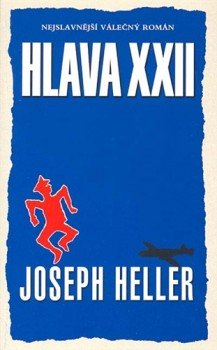 NEJSLAVNĚJŠÍ VÁLEČNÝ ROMÁN
HLAVA XXII
JOSEPH HELLER